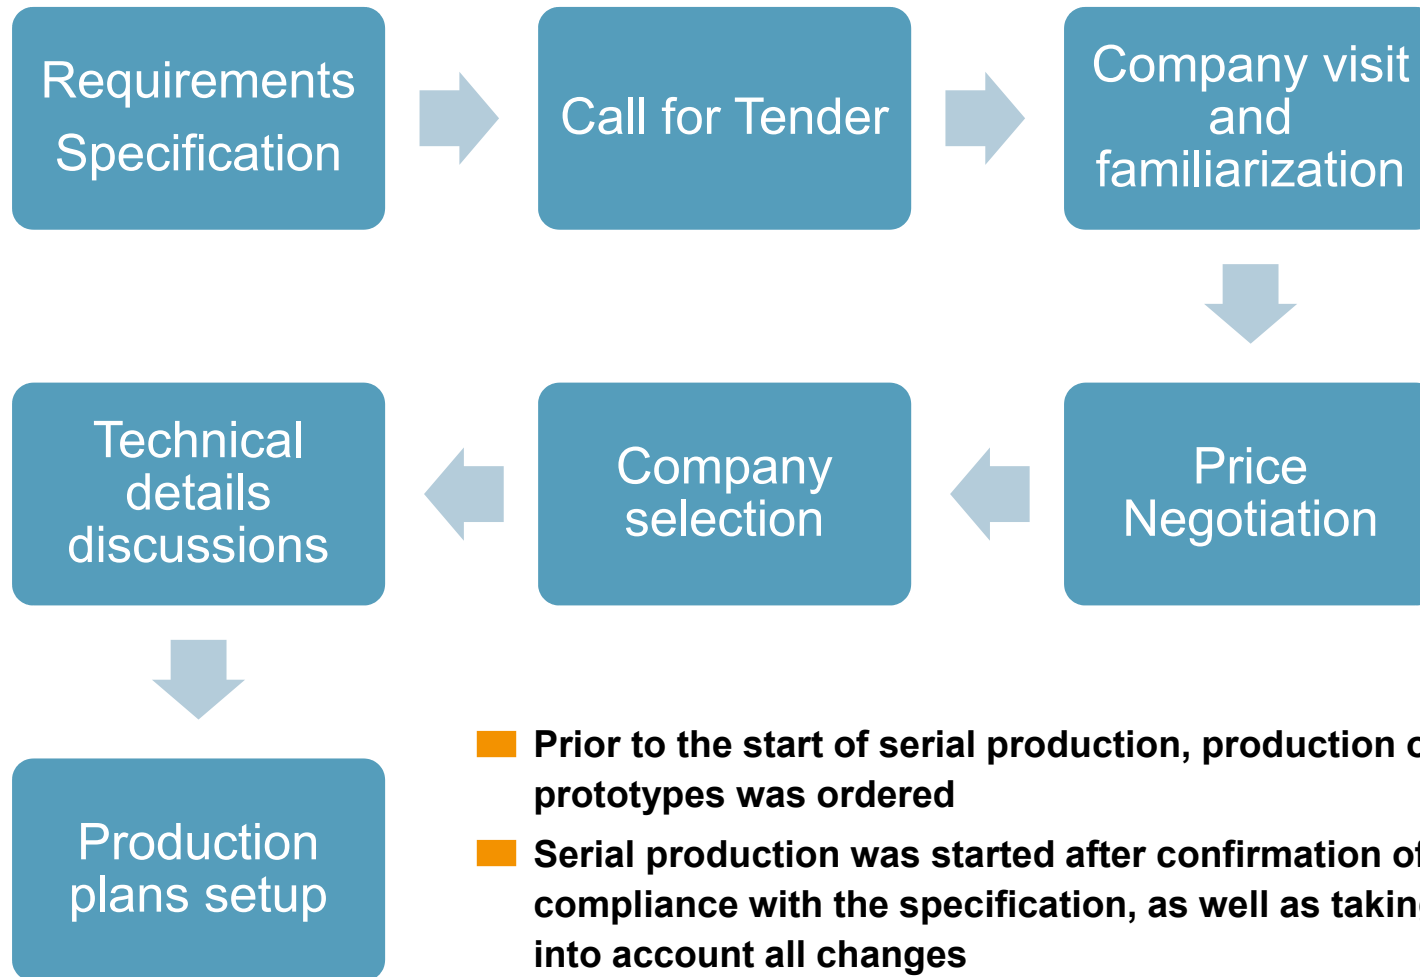 Requirements
Specification
Call for Tender
Company visit
and
familiarization
Technical
details
discussions
Company
selection
Price
Negotiation
Production
plans setup
Prior to the start of serial production, production
prototypes was ordered
Serial production was started after confirmation of
compliance with the specification, as well as taking
into account all changes